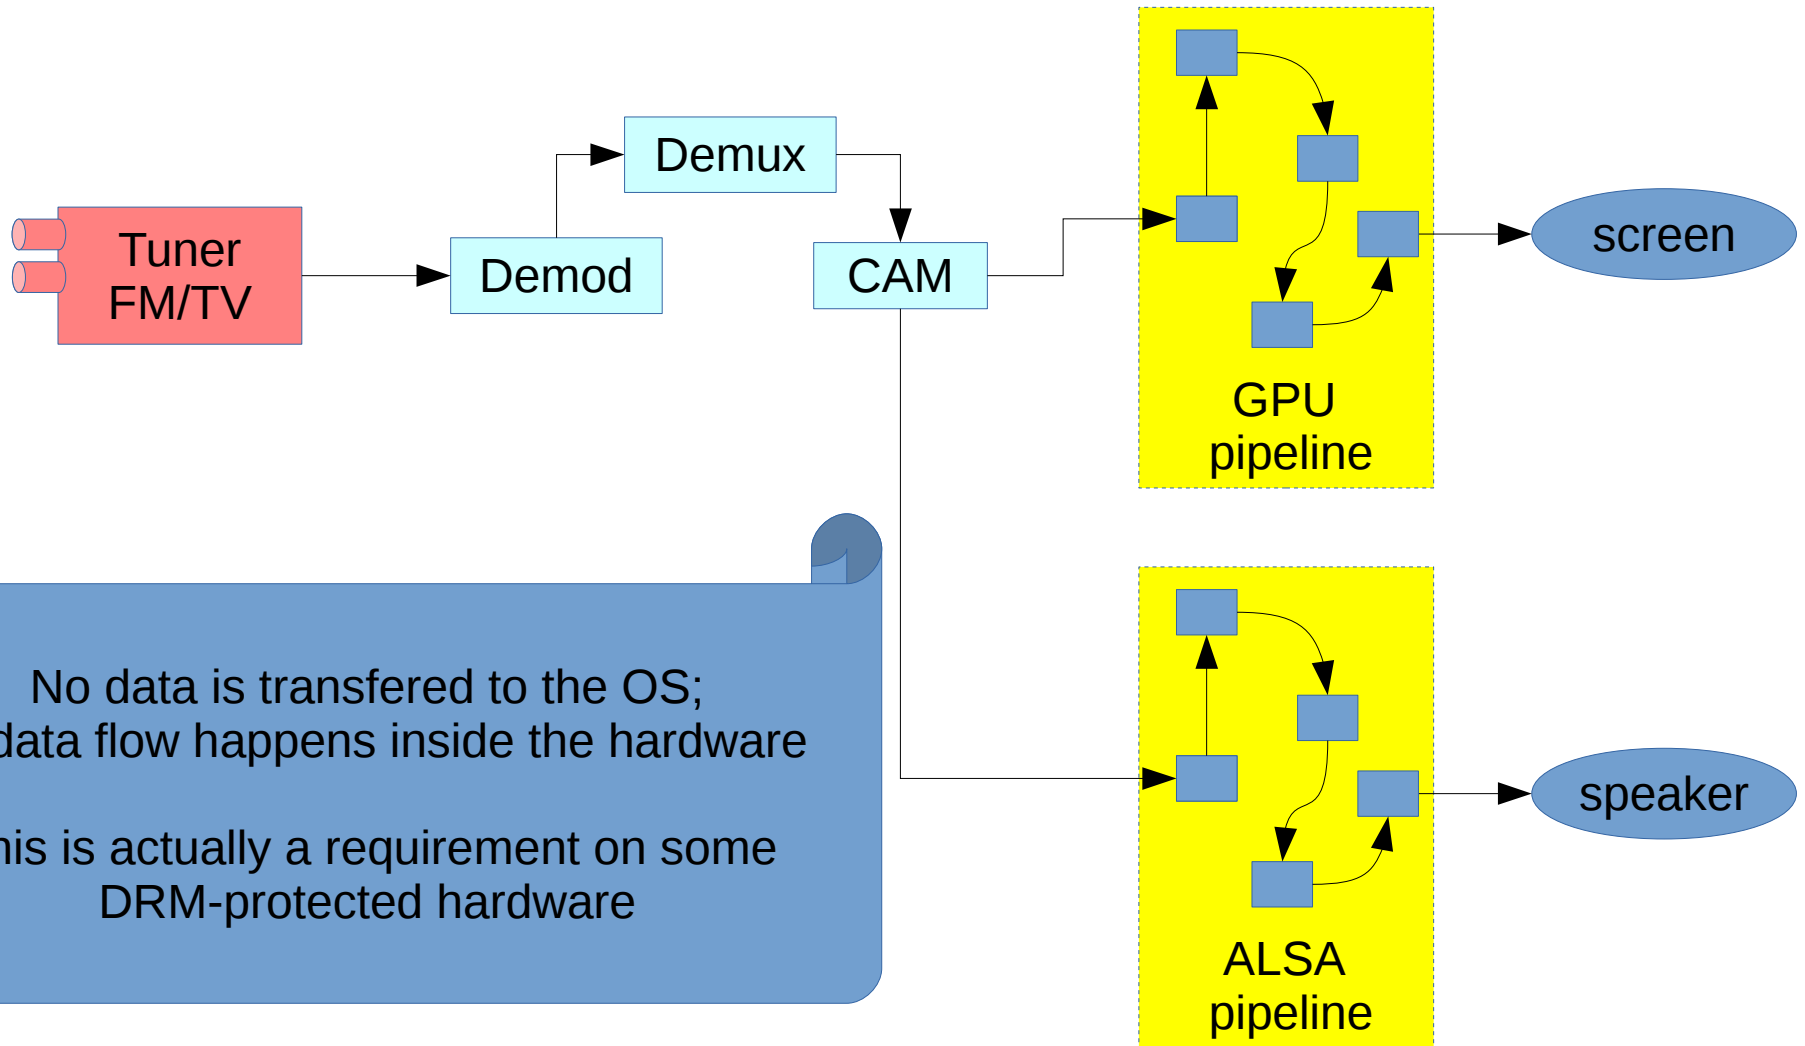 Tuner
FM/TV
Demod
Demux
CAM
GPU
pipeline
screen
No data is transfered to the OS;
data flow happens inside the hardware
is actually a requirement on some
DRM-protected hardware
ALSA
pipeline
speaker